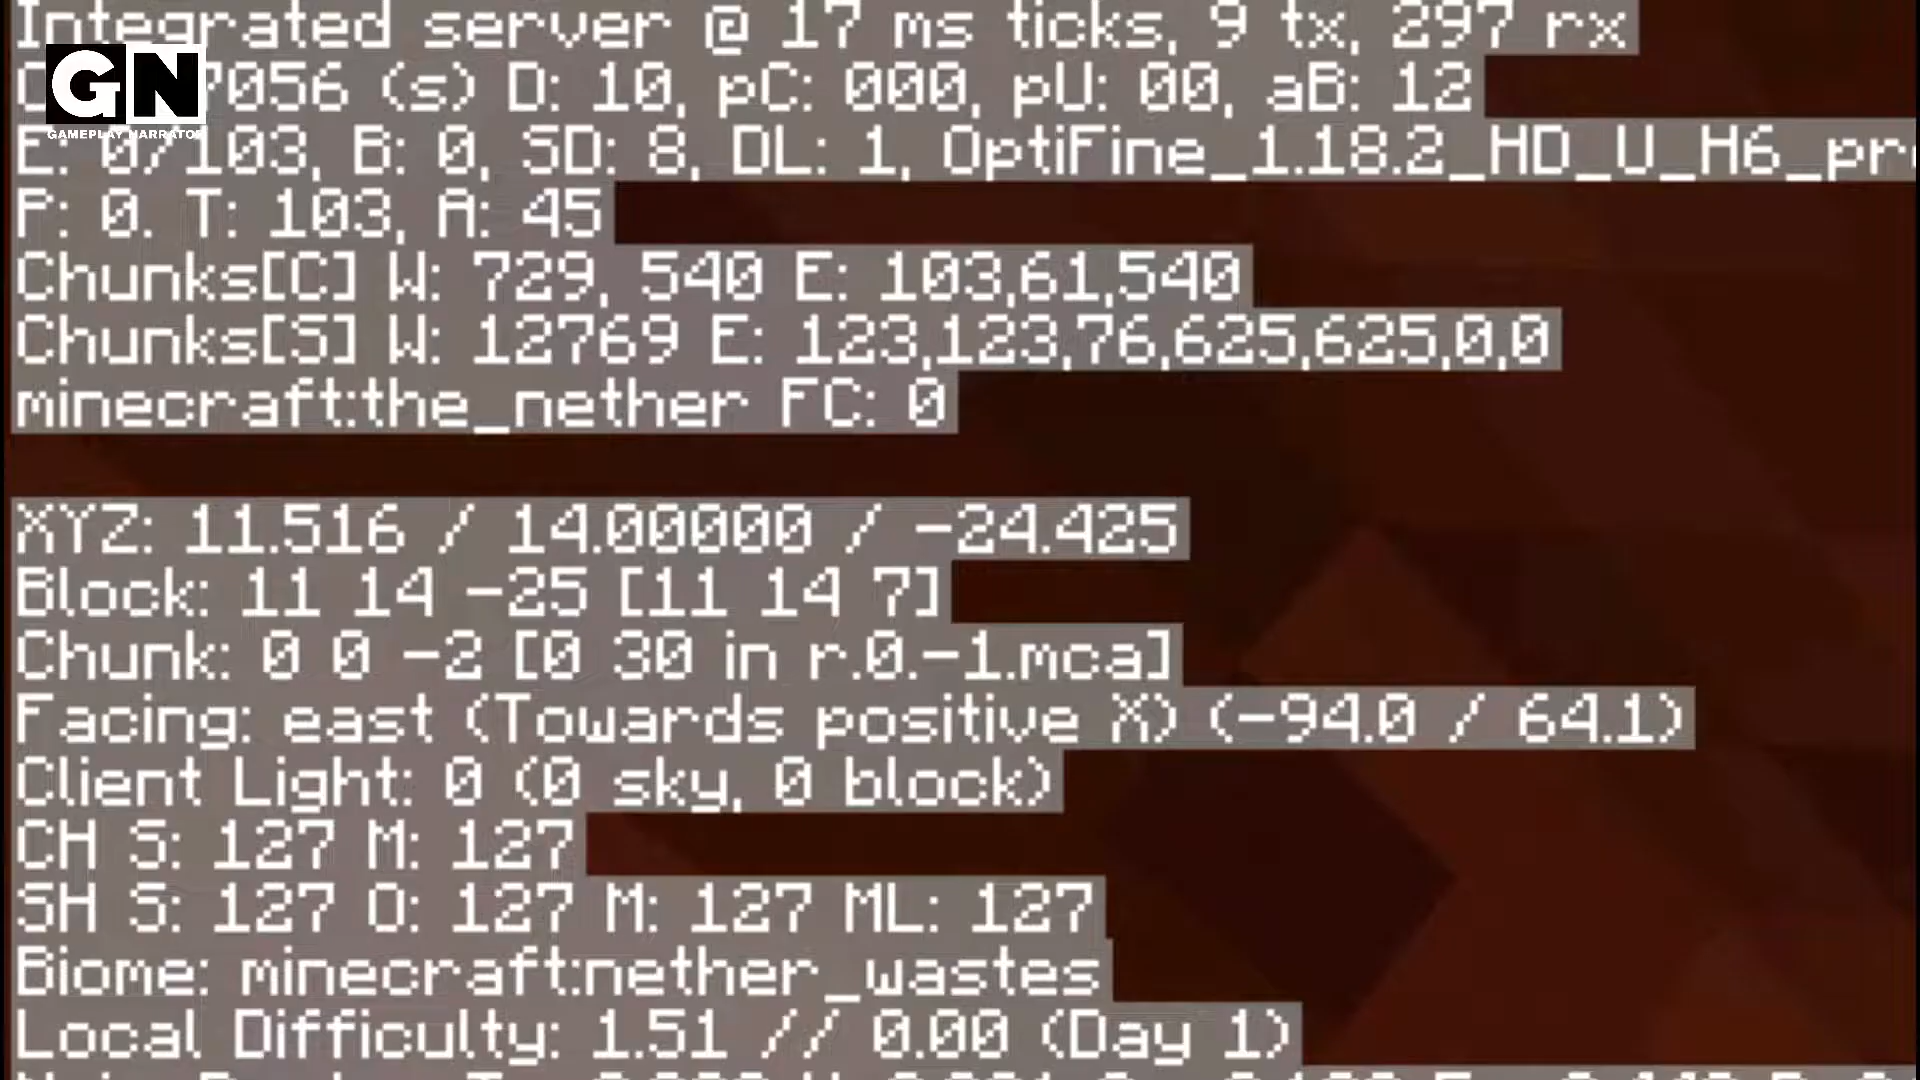 Integrated server @ 17 ms ticks, 9 tx, 297 rx
GN
GAMEPLAY NARRATOR
7056 (s) D: 10, pC: 000, pU: 00, aB: 12
E: 0/103, B: 0, SD: 8, DL: 1, OptiFine_1.18.2_HD_U_H6_pr
P: 0. T: 103, A: 45
Chunks[C] W: 729, 540 E: 103,61,540
Chunks[S] W: 12769 E: 123,123,76,625,625,0,0
minecraft:the_nether FC: 0
XYZ: 11.516 / 14.00000 / -24.425
Block: 11 14 -25 [11 14 7]
Chunk: 0 0 -2 [0 30 in r.0.-1.mca]
Facing: east (Towards positive X) (-94.0 / 64.1)
Client Light: 0 (0 sky, 0 block)
CH S: 127 M: 127
SH S: 127 O: 127 M: 127 ML: 127
Biome: minecraft:nether_wastes
Local Difficulty: 1.51 // 0.00 (Day 1)